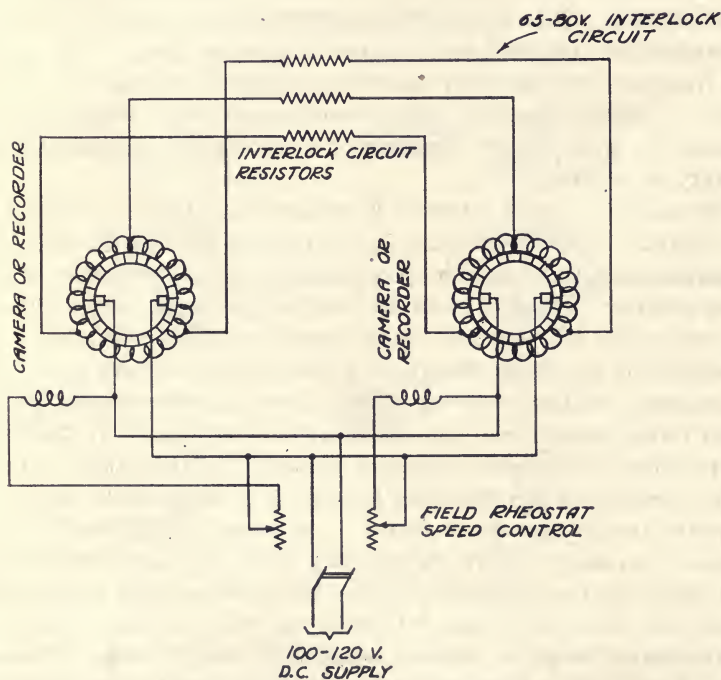 65-80V. INTERLOCK
CIRCUIT
INTERLOCK CIRCUIT
RESISTORS
CAMERA OR RECORDER
CAMERA OR
RECORDER
FIELD RHEOSTAT
SPEED CONTROL
100-120 V.
D.C. SUPPLY